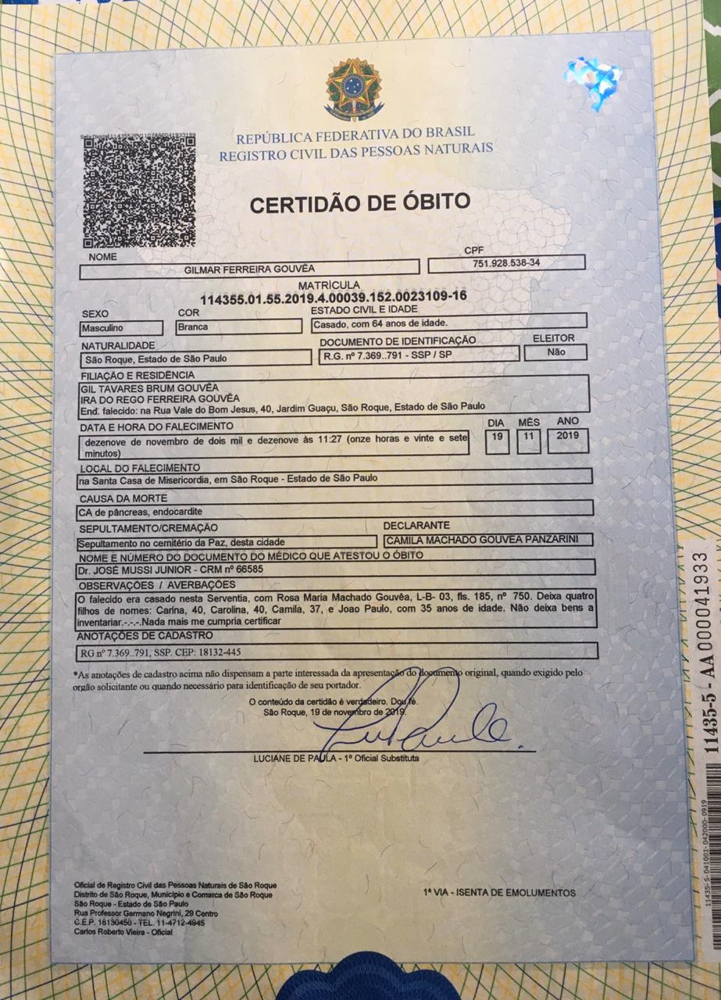 REPÚBLICA FEDERATIVA DO BRASIL
REGISTRO CIVIL DAS PESSOAS NATURAIS
CERTIDÃO DE ÓBITO
NOME
CPF
GILMAR FERREIRA GOUVÊA
751.928.538-34
MATRÍCULA
114355.01.55.2019.4.00039.152.0023109-16
SEXO
COR
ESTADO CIVIL E IDADE
Masculino
Branca
Casado, com 64 anos de idade.
NATURALIDADE
DOCUMENTO DE IDENTIFICAÇÃO
ELEITOR
São Roque, Estado de São Paulo
R.G. nº 7.369..791 - SSP / SP
Não
FILIAÇÃO E RESIDÊNCIA
GIL TAVARES BRUM GOUVÊA
IRA DO REGO FERREIRA GOUVÊA
End. falecido: na Rua Vale do Bom Jesus, 40, Jardim Guaçu, São Roque, Estado de São Paulo
DATA E HORA DO FALECIMENTO
DIA
MÊS
ANO
dezenove de novembro de dois mil e dezenove às 11:27 (onze horas e vinte e sete
minutos)
19
11
2019
LOCAL DO FALECIMENTO
na Santa Casa de Misericordia, em São Roque - Estado de São Paulo
CAUSA DA MORTE
CA de pâncreas, endocardite
SEPULTAMENTO/CREMAÇÃO
DECLARANTE
Sepultamento no cemitério da Paz, desta cidade
CAMILA MACHADO GOUVEA PANZARINI
NOME E NÚMERO DO DOCUMENTO DO MÉDICO QUE ATESTOU O ÓBITO
Dr. JOSÉ MUSSI JUNIOR - CRM nº 66585
OBSERVAÇÕES / AVERBAÇÕES
O falecido era casado nesta Serventia, com Rosa Maria Machado Gouvêa, L-B- 03, fls. 185, nº 750. Deixa quatro
filhos de nomes: Carina, 40, Carolina, 40, Camila, 37, e Joao Paulo, com 35 anos de idade. Não deixa bens a
inventariar.-.-.-.Nada mais me cumpria certificar
ANOTAÇÕES DE CADASTRO
RG nº 7.369..791, SSP. CEP: 18132-445
*As anotações de cadastro acima não dispensam a parte interessada da apresentação do documento original, quando exigido pelo
orgão solicitante ou quando necessário para identificação de seu portador.
O conteúdo da certidão é verdadeiro. Dou fé.
São Roque, 19 de novembro de 2019.
LUCIANE DE PAULA - 1º Oficial Substituta
Oficial de Registro Civil das Pessoas Naturais de São Roque
Distrito de São Roque, Município e Comarca de São Roque
São Roque - Estado de São Paulo
Rua Professor Germano Negrini, 29 Centro
C.E.P. 18130450 - TEL. 11-4712-4945
Carlos Roberto Vieira - Oficial
1ª VIA - ISENTA DE EMOLUMENTOS
11435-5 - AA 000041933
11435-5-041001-042000-0919